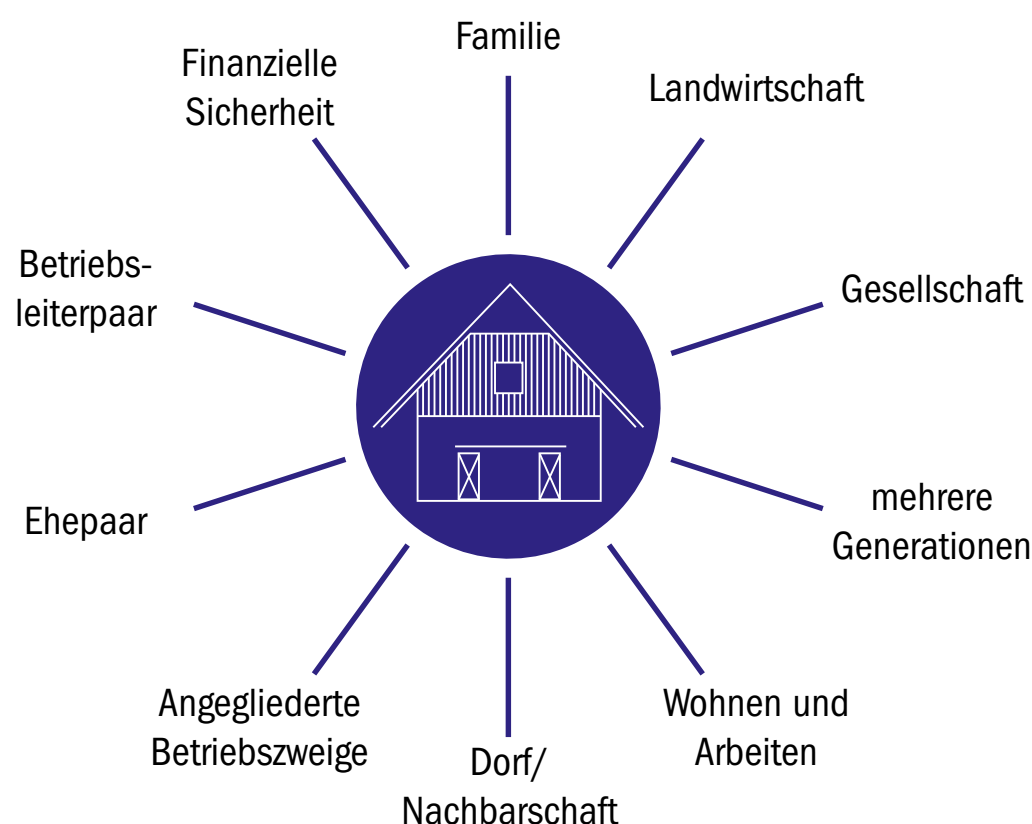 Familie
Finanzielle
Sicherheit
Landwirtschaft
Betriebs-
leiterpaar
Gesellschaft
Ehepaar
mehrere
Generationen
Angegliederte
Betriebszweige
Wohnen und
Arbeiten
Dorf/
Nachbarschaft